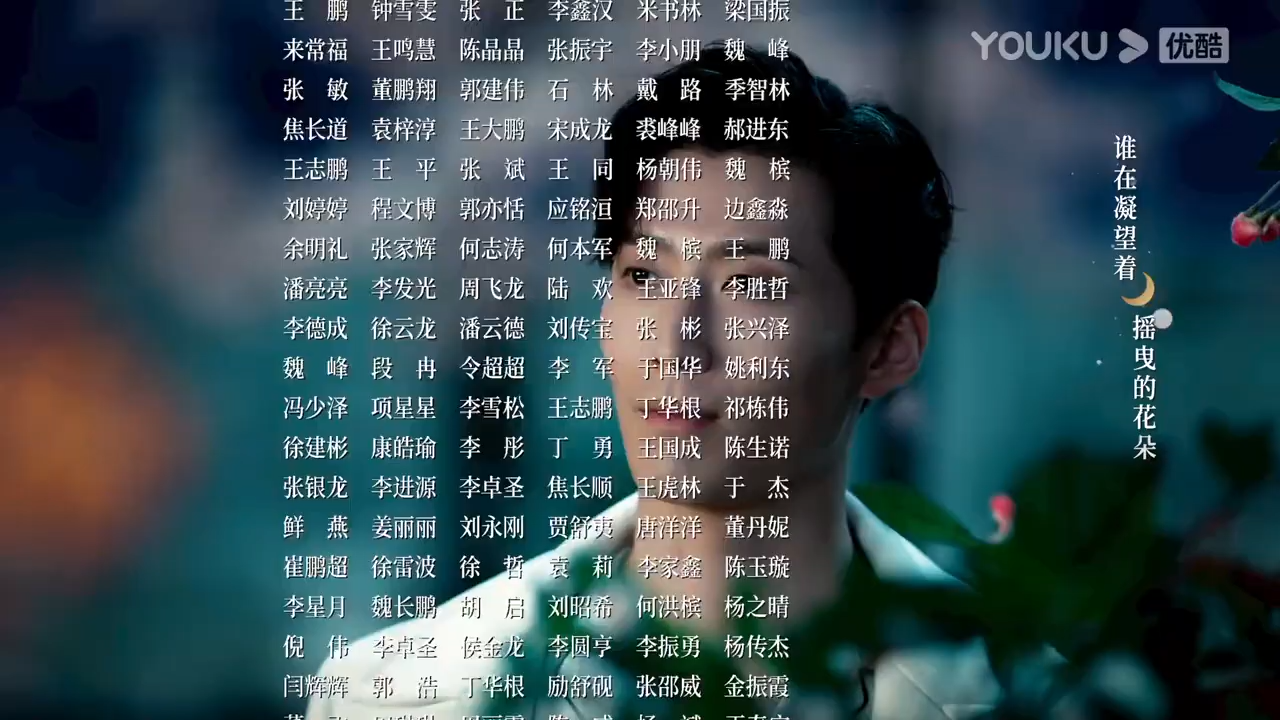 王鹏 钟雪雯 张正 李鑫汉 米书林 梁国振
YOUKU 优酷
来常福 王鸣慧 陈晶晶 张振宇 李小朋 魏峰
张敏 董鹏翔 郭建伟 石林 戴路 季智林
焦长道 袁梓淳 王大鹏 宋成龙 裘峰峰 郝进东
王志鹏 王平 张斌 王同 杨朝伟 魏槟
刘婷婷 程文博 郭亦恬 应铭洹 郑邵升 边鑫淼
余明礼 张家辉 何志涛 何本军 魏槟 王鹏
潘亮亮 李发光 周飞龙 陆欢 王亚锋 李胜哲
李德成 徐云龙 潘云德 刘传宝 张彬 张兴泽
魏峰 段冉 令超超 李军 于国华 姚利东
冯少泽 项星星 李雪松 王志鹏 丁华根 祁栋伟
徐建彬 康皓瑜 李彤 丁勇 王国成 陈生诺
张银龙 李进源 李卓圣 焦长顺 王虎林 于杰
鲜燕 姜丽丽 刘永刚 贾舒夷 唐洋洋 董丹妮
崔鹏超 徐雷波 徐哲 袁莉 李家鑫 陈玉璇
李星月 魏长鹏 胡启 刘昭希 何洪槟 杨之晴
倪伟 李卓圣 侯金龙 李圆亨 李振勇 杨传杰
闫辉辉 郭浩 丁华根 励舒砚 张邵威 金振霞
谁在凝望着
摇曳的花朵